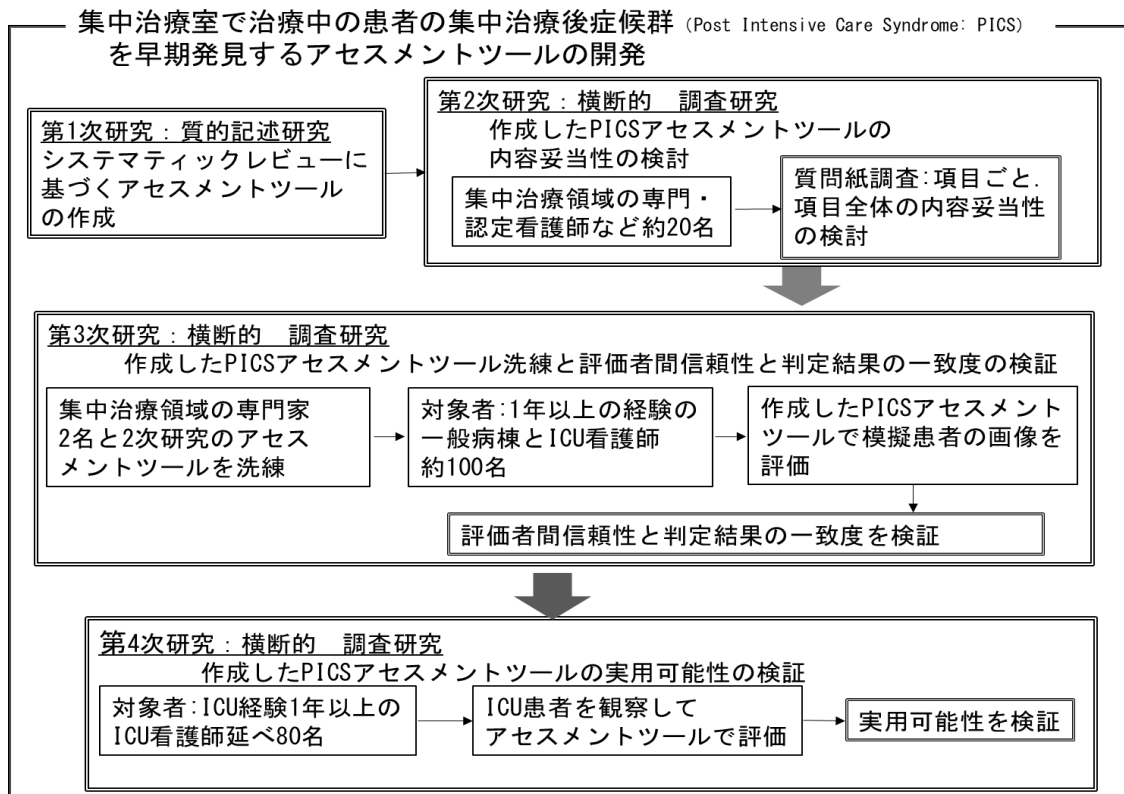 集中治療室で治療中の患者の集中治療後症候群(Post Intensive Care Syndrome: PICS)
を早期発見するアセスメントツールの開発
第1次研究：質的記述研究
システマティックレビューに
基づくアセスメントツール
の作成
第2次研究：横断的　調査研究
作成したPICSアセスメントツールの
内容妥当性の検討
集中治療領域の専門・
認定看護師など約20名
質問紙調査:項目ごと.
項目全体の内容妥当性
の検討
第3次研究：横断的　調査研究
作成したPICSアセスメントツール洗練と評価者間信頼性と判定結果の一致度の検証
集中治療領域の専門家
2名と2次研究のアセス
メントツールを洗練
対象者:1年以上の経験の
一般病棟とICU看護師
約100名
作成したPICSアセスメント
ツールで模擬患者の画像を
評価
評価者間信頼性と判定結果の一致度を検証
第4次研究：横断的　調査研究
作成したPICSアセスメントツールの実用可能性の検証
対象者:ICU経験1年以上の
ICU看護師延べ80名
ICU患者を観察して
アセスメントツールで評価
実用可能性を検証